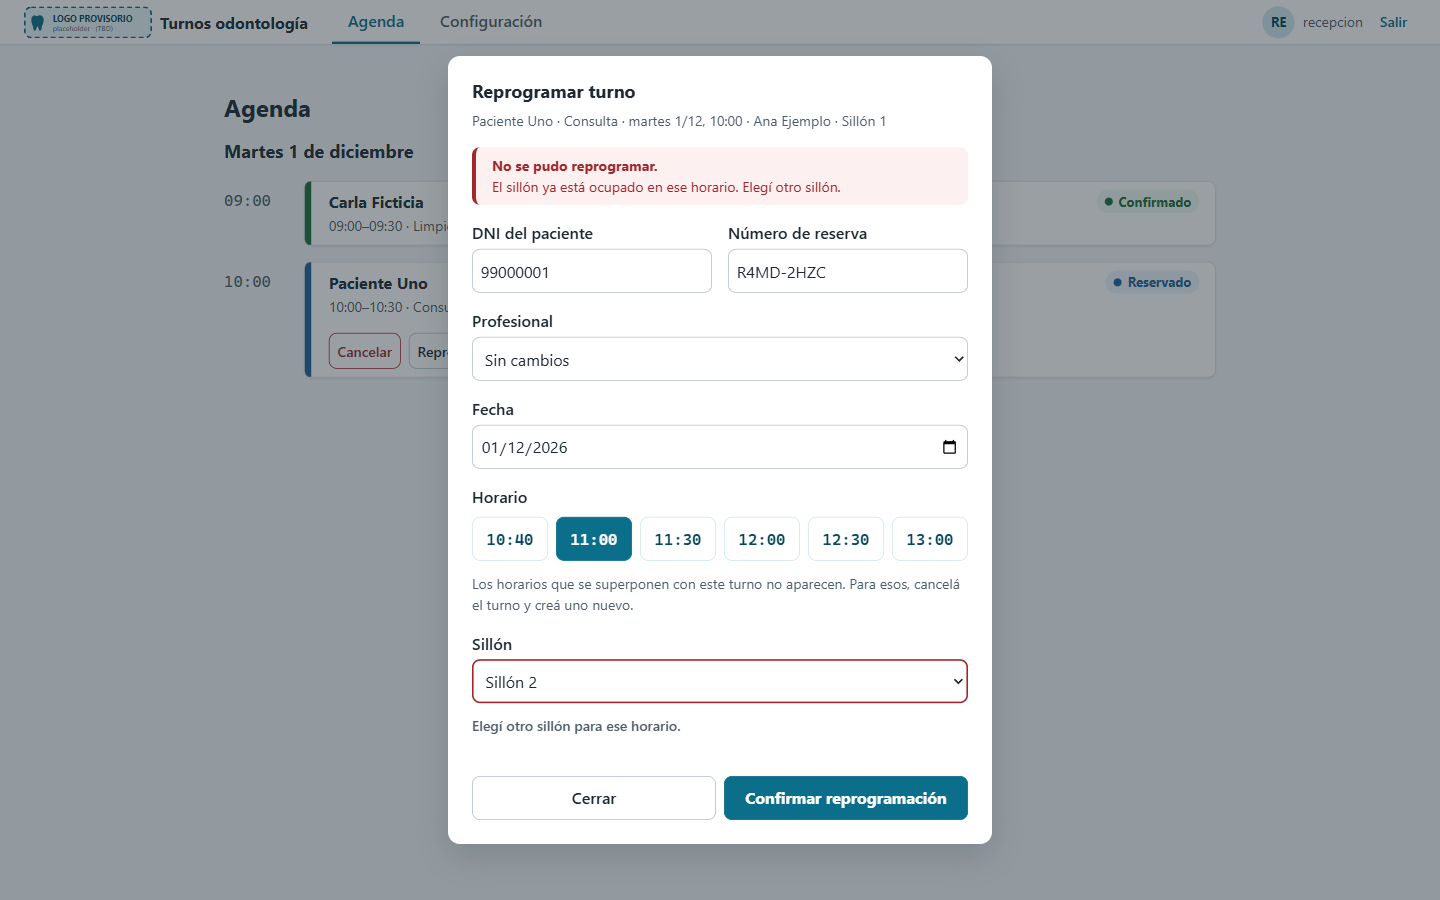 LOGO PROVISORIO
placeholder · (TBD)
Turnos odontología
Agenda
Configuración
RE
recepcion
Salir
Agenda
Martes 1 de diciembre
09:00
Carla Ficticia
09:00–09:30 · Limpi
Confirmado
10:00
Paciente Uno
10:00–10:30 · Consu
Reservado
Cancelar
Repr
Reprogramar turno
Paciente Uno · Consulta · martes 1/12, 10:00 · Ana Ejemplo · Sillón 1
No se pudo reprogramar.
El sillón ya está ocupado en ese horario. Elegí otro sillón.
DNI del paciente
Número de reserva
99000001
R4MD-2HZC
Profesional
Sin cambios
Fecha
01/12/2026
Horario
10:40
11:00
11:30
12:00
12:30
13:00
Los horarios que se superponen con este turno no aparecen. Para esos, cancelá
el turno y creá uno nuevo.
Sillón
Sillón 2
Elegí otro sillón para ese horario.
Cerrar
Confirmar reprogramación